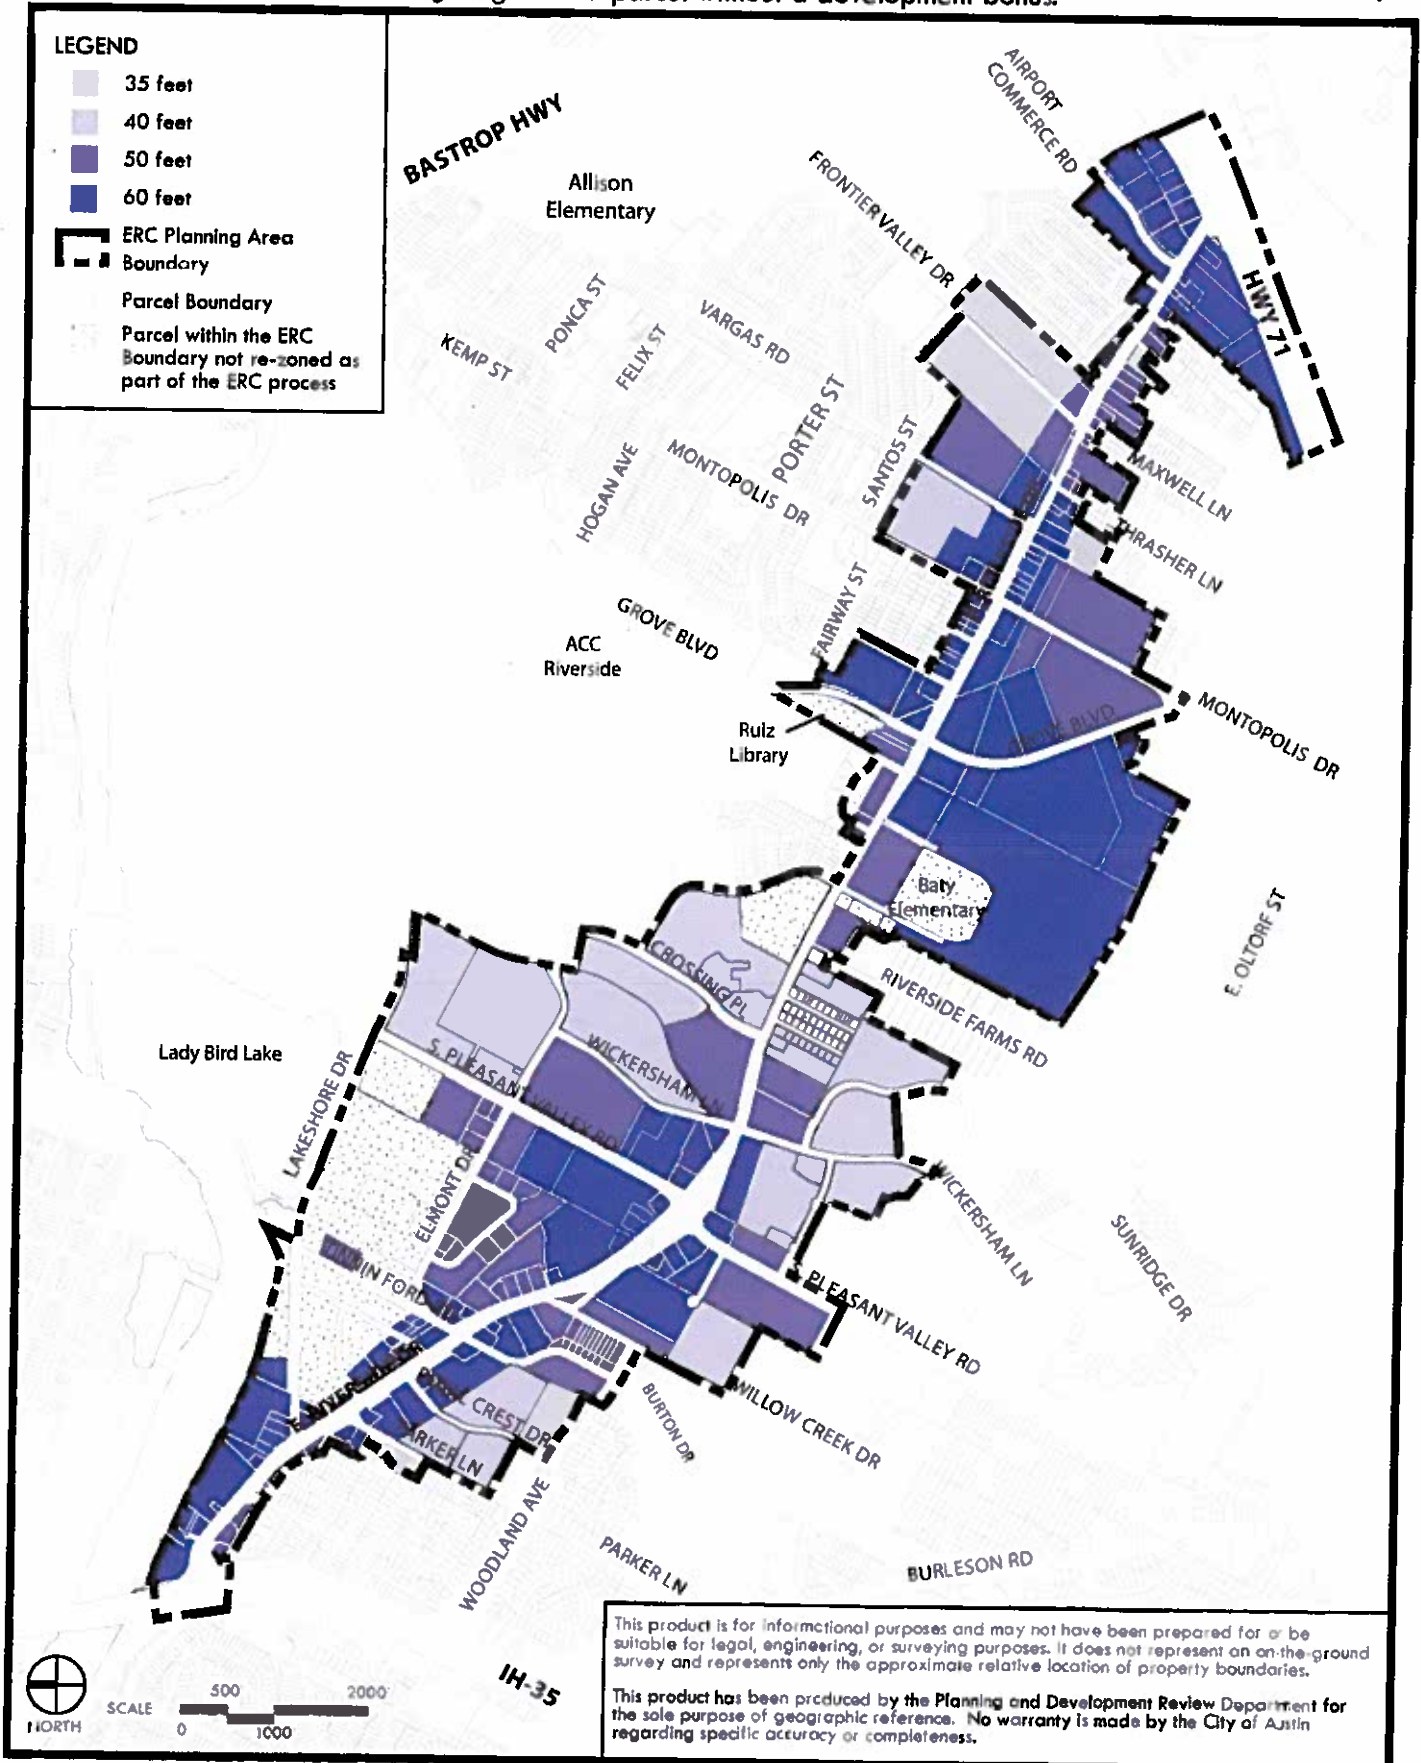 development bonus.
LEGEND
35 feet
40 feet
50 feet
60 feet
ERC Planning Area
Boundary
Parcel Boundary
Parcel within the ERC
Boundary not re-zoned as
part of the ERC process
BASTROP HWY
Allison
Elementary
AIRPORT
COMMERCE RD
FRONTIER VALLEY DR
HWY 71
PONCA ST
VARGAS RD
KEMP ST
FELIX ST
PORTER ST
SANTOS ST
MONTOPOLIS DR
HOGAN AVE
MAXWELL LN
THRASHER LN
FAIRWAY ST
GROVE BLVD
ACC
Riverside
Ruiz
Library
GROVE BLVD
MONTOPOLIS DR
Baty
Elementary
E. OLTORF ST
CROSSING PL
RIVERSIDE FARMS RD
Lady Bird Lake
LAKESHORE DR
S. PLEASANT VALLEY RD
WICKERSHAM LN
ELMONT DR
WICKERSHAM LN
SUNRIDGE DR
PLEASANT VALLEY RD
E. RIVERSIDE DR
CREST DR
PARKER LN
BURTON DR
WILLOW CREEK DR
WOODLAND AVE
PARKER LN
BURLESON RD
IH-35
NORTH
SCALE
500
2000
0
1000
This product is for informational purposes and may not have been prepared for or be
suitable for legal, engineering, or surveying purposes. It does not represent an on-the-ground
survey and represents only the approximate relative location of property boundaries.
This product has been produced by the Planning and Development Review Department for
the sole purpose of geographic reference. No warranty is made by the City of Austin
regarding specific accuracy or completeness.